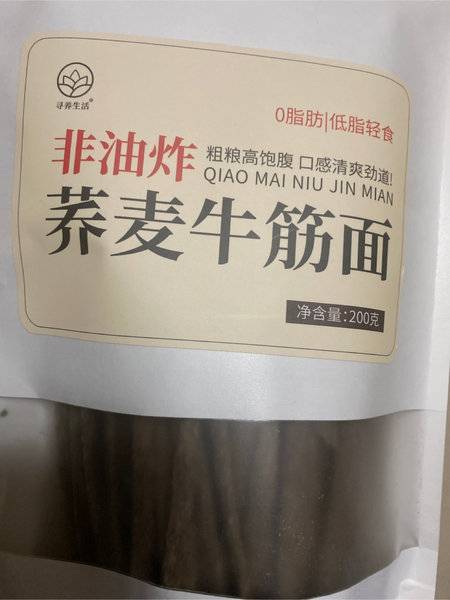 寻养生活®
0脂肪|低脂轻食
非油炸
粗粮高饱腹 口感清爽劲道!
QIAO MAI NIU JIN MIAN
荞麦牛筋面
净含量:200克